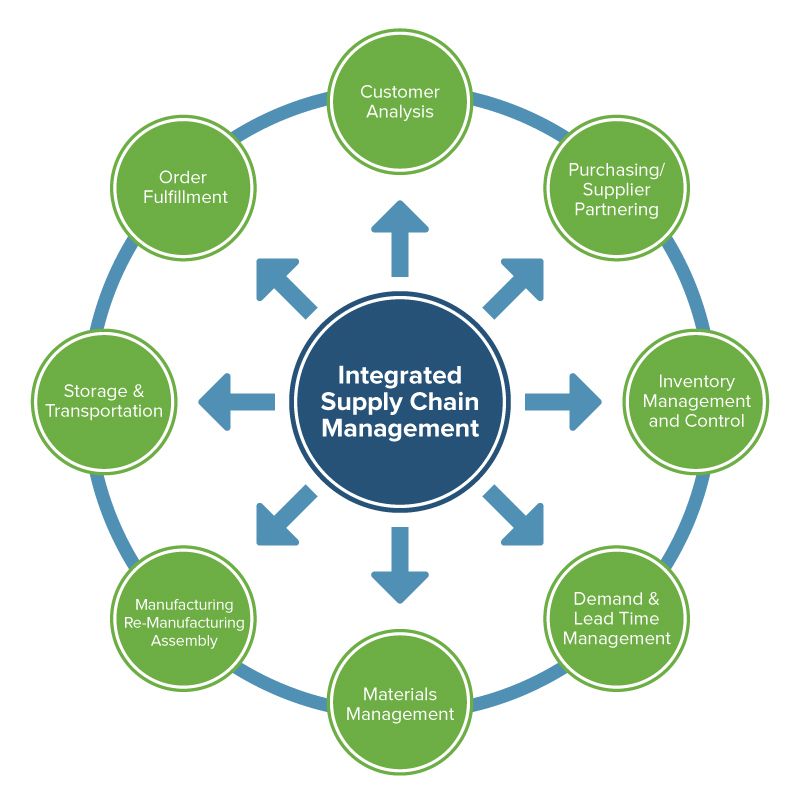 Customer
Analysis
Purchasing/
Supplier
Partnering
Inventory
Management
and Control
Demand &
Lead Time
Management
Materials
Management
Manufacturing
Re-Manufacturing
Assembly
Storage &
Transportation
Order
Fulfillment
Integrated
Supply Chain
Management